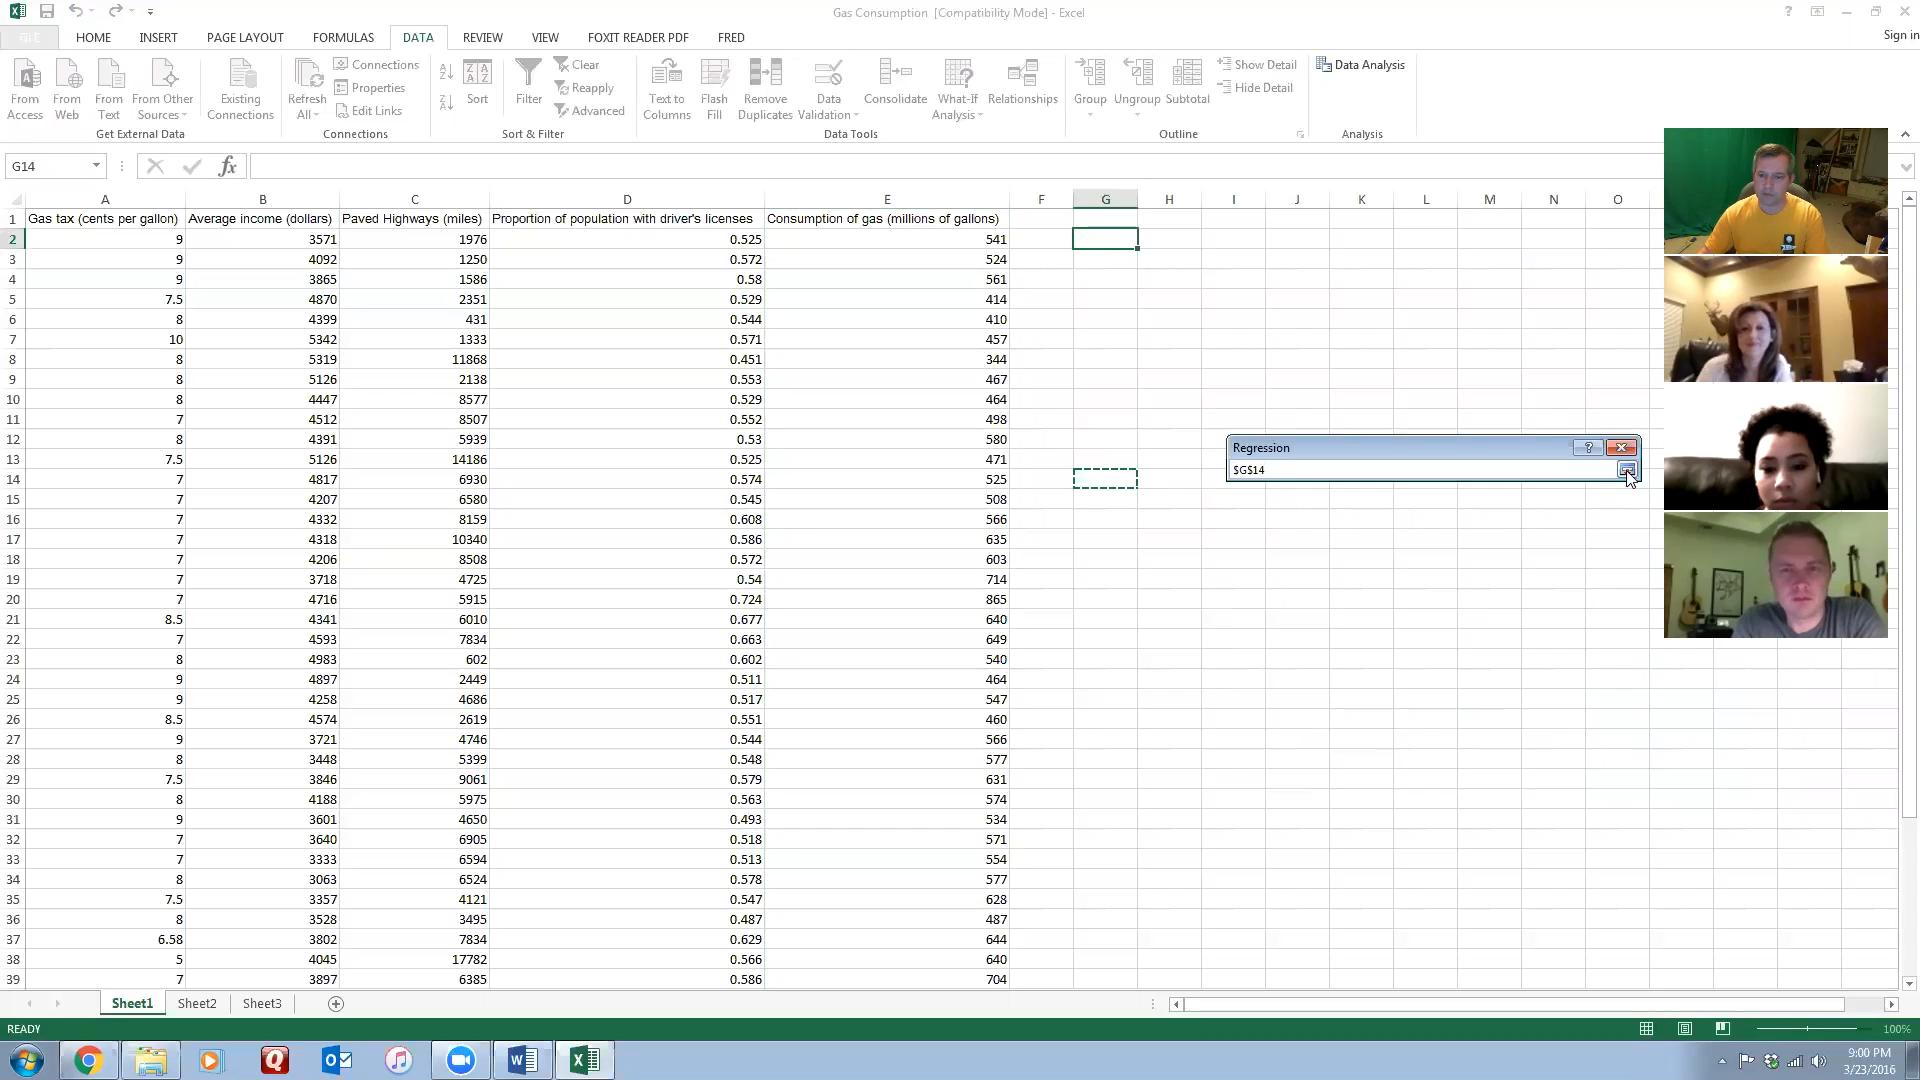 Gas Consumption [Compatibility Mode] - Excel
FILE HOME INSERT PAGE LAYOUT FORMULAS DATA REVIEW VIEW FOXIT READER PDF FRED Sign in
From Access
From Web
From Text
From Other Sources
Get External Data
Existing Connections
Refresh All
Connections
Properties
Edit Links
Connections
Sort
Filter
Clear
Reapply
Advanced
Sort & Filter
Text to Columns
Flash Fill
Remove Duplicates
Data Validation
Consolidate
What-If Analysis
Relationships
Data Tools
Group
Ungroup
Subtotal
Show Detail
Hide Detail
Outline
Data Analysis
Analysis
G14 fx
A B C D E F G H I J K L M N O
1 Gas tax (cents per gallon) Average income (dollars) Paved Highways (miles) Proportion of population with driver's licenses Consumption of gas (millions of gallons)
2 9 3571 1976 0.525 541
3 9 4092 1250 0.572 524
4 9 3865 1586 0.58 561
5 7.5 4870 2351 0.529 414
6 8 4399 431 0.544 410
7 10 5342 1333 0.571 457
8 8 5319 11868 0.451 344
9 8 5126 2138 0.553 467
10 8 4447 8577 0.529 464
11 7 4512 8507 0.552 498
12 8 4391 5939 0.53 580
13 7.5 5126 14186 0.525 471
14 7 4817 6930 0.574 525
15 7 4207 6580 0.545 508
16 7 4332 8159 0.608 566
17 7 4318 10340 0.586 635
18 7 4206 8508 0.572 603
19 7 3718 4725 0.54 714
20 7 4716 5915 0.724 865
21 8.5 4341 6010 0.677 640
22 7 4593 7834 0.663 649
23 8 4983 602 0.602 540
24 9 4897 2449 0.511 464
25 9 4258 4686 0.517 547
26 8.5 4574 2619 0.551 460
27 9 3721 4746 0.544 566
28 8 3448 5399 0.548 577
29 7.5 3846 9061 0.579 631
30 8 4188 5975 0.563 574
31 9 3601 4650 0.493 534
32 7 3640 6905 0.518 571
33 7 3333 6594 0.513 554
34 8 3063 6524 0.578 577
35 7.5 3357 4121 0.547 628
36 8 3528 3495 0.487 487
37 6.58 3802 7834 0.629 644
38 5 4045 17782 0.566 640
39 7 3897 6385 0.586 704
Regression
$G$14
Sheet1 Sheet2 Sheet3
READY 100%
9:00 PM
3/23/2016